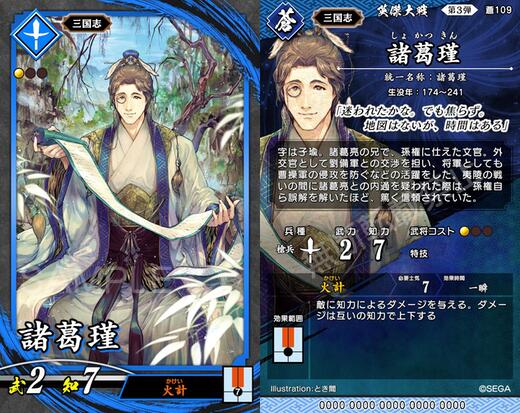 三国志
諸葛瑾
武2 知7
かけい
火計
7
蒼
三国志
英傑大戦
第3弾
蒼109
しょ かつ きん
諸葛瑾
統一名称：諸葛瑾
生没年：174～241
「迷われたかな。でも焦らず。
地図はないが、時間はある」
字は子瑜。諸葛亮の兄で、孫権に仕えた文官。外
交官として劉備軍との交渉を担い、将軍としても
曹操軍の侵攻を防ぐなどの活躍をした。夷陵の戦
いの間に諸葛亮との内通を疑われた際は、孫権自
ら誤解を解いたほど、篤く信頼されていた。
兵種 武力 知力 武将コスト
槍兵 2 7 特技
かけい 必要士気 効果時間
火計 7 一瞬
敵に知力によるダメージを与える。ダメー
ジは互いの知力で上下する
効果範囲
Illustration:とき間
©SEGA
0000 0000 0000 0000 0000